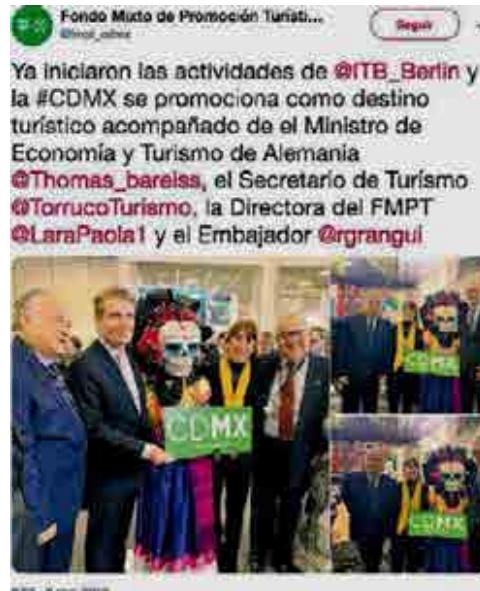 Fondo Mixto de Promoción Turísti...
Seguir
Ya iniciaron las actividades de @ITB_Berlin y
la #CDMX se promociona como destino
turístico acompañado de el Ministro de
Economía y Turismo de Alemania
@Thomas_bareiss, el Secretario de Turismo
@TorrucoTurismo, la Directora del FMPT
@LaraPaola1 y el Embajador @rgrangui
CDMX
CDMX
CDMX